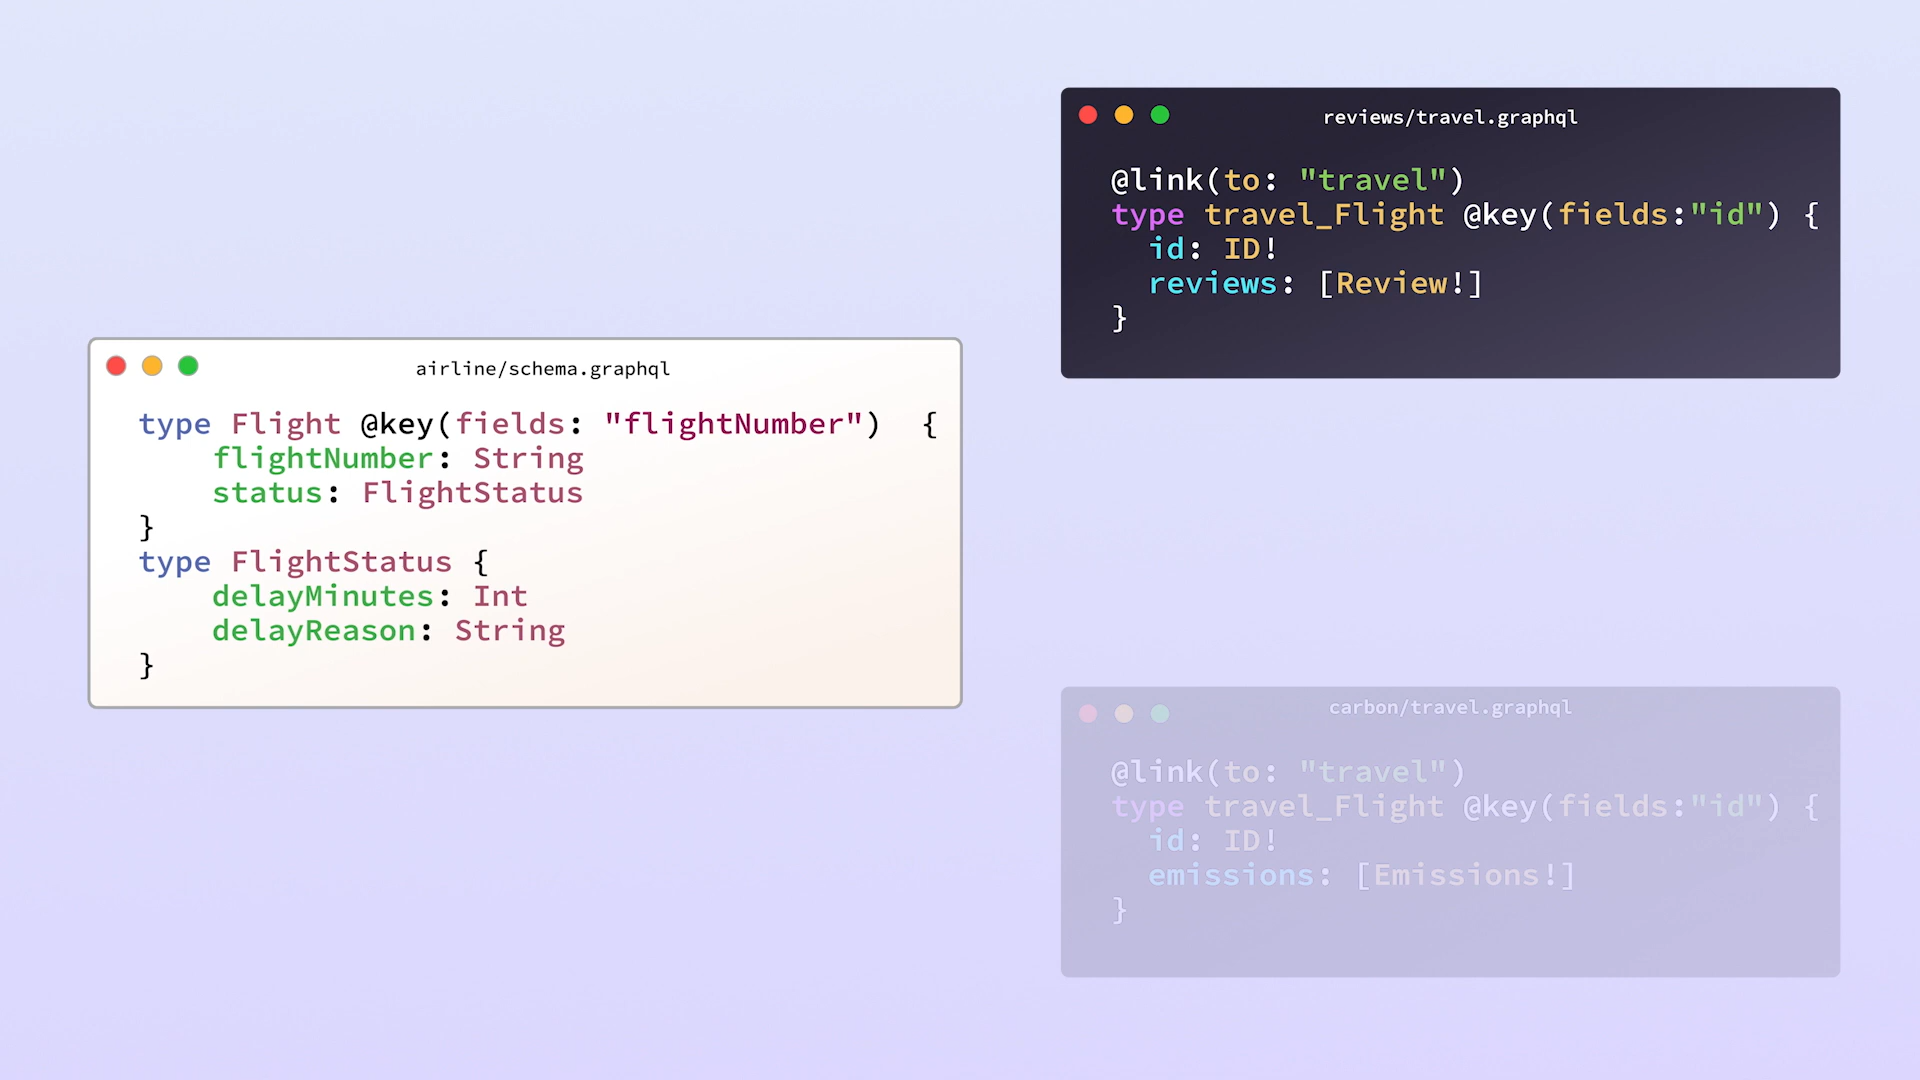 airline/schema.graphql
type Flight @key(fields: "flightNumber")  {
    flightNumber: String
    status: FlightStatus
}
type FlightStatus {
    delayMinutes: Int
    delayReason: String
}
reviews/travel.graphql
@link(to: "travel")
type travel_Flight @key(fields:"id") {
  id: ID!
  reviews: [Review!]
}
carbon/travel.graphql
@link(to: "travel")
type travel_Flight @key(fields:"id") {
  id: ID!
  emissions: [Emissions!]
}